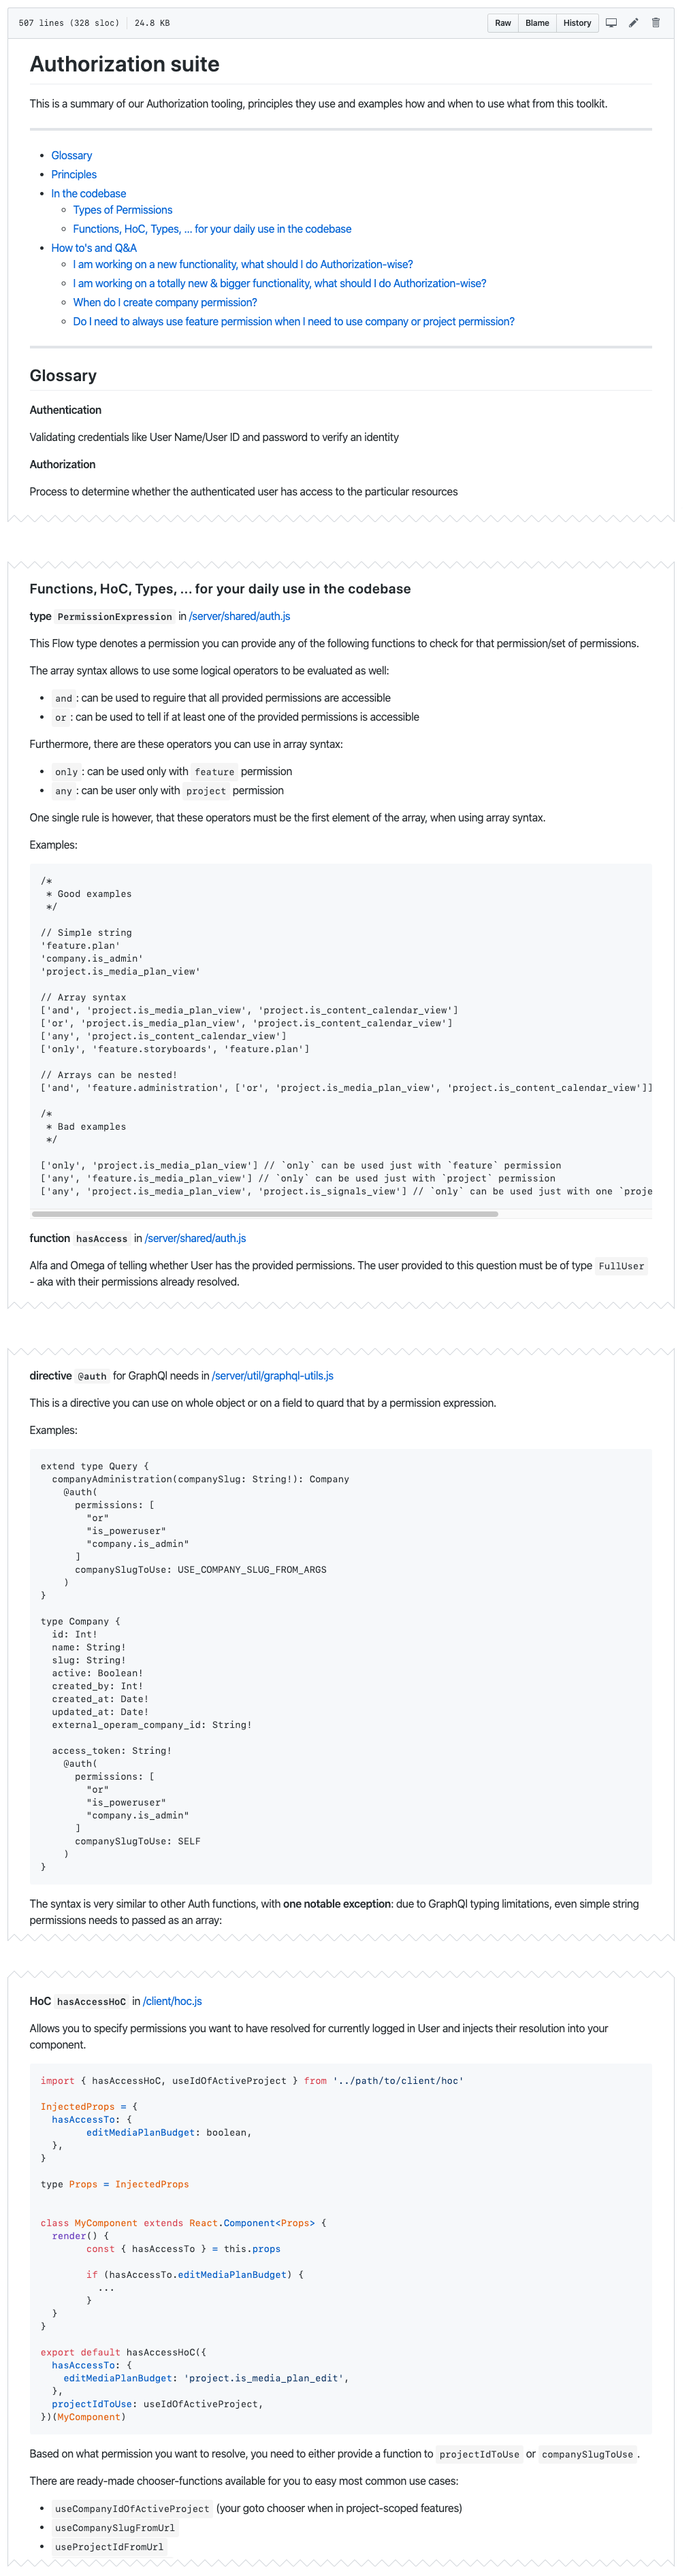 507 lines (328 sloc) 24.8 KB
Raw Blame History
Authorization suite
This is a summary of our Authorization tooling, principles they use and examples how and when to use what from this toolkit.
• Glossary
• Principles
• In the codebase
◦ Types of Permissions
◦ Functions, HoC, Types, ... for your daily use in the codebase
• How to's and Q&A
◦ I am working on a new functionality, what should I do Authorization-wise?
◦ I am working on a totally new & bigger functionality, what should I do Authorization-wise?
◦ When do I create company permission?
◦ Do I need to always use feature permission when I need to use company or project permission?
Glossary
Authentication
Validating credentials like User Name/User ID and password to verify an identity
Authorization
Process to determine whether the authenticated user has access to the particular resources
Functions, HoC, Types, ... for your daily use in the codebase
type PermissionExpression in /server/shared/auth.js
This Flow type denotes a permission you can provide any of the following functions to check for that permission/set of permissions.
The array syntax allows to use some logical operators to be evaluated as well:
• and : can be used to reguire that all provided permissions are accessible
• or : can be used to tell if at least one of the provided permissions is accessible
Furthermore, there are these operators you can use in array syntax:
• only : can be used only with feature permission
• any : can be user only with project permission
One single rule is however, that these operators must be the first element of the array, when using array syntax.
Examples:
/*
 * Good examples
 */
// Simple string
'feature.plan'
'company.is_admin'
'project.is_media_plan_view'
// Array syntax
['and', 'project.is_media_plan_view', 'project.is_content_calendar_view']
['or', 'project.is_media_plan_view', 'project.is_content_calendar_view']
['any', 'project.is_content_calendar_view']
['only', 'feature.storyboards', 'feature.plan']
// Arrays can be nested!
['and', 'feature.administration', ['or', 'project.is_media_plan_view', 'project.is_content_calendar_view']]
/*
 * Bad examples
 */
['only', 'project.is_media_plan_view'] // `only` can be used just with `feature` permission
['any', 'feature.is_media_plan_view'] // `only` can be used just with `project` permission
['any', 'project.is_media_plan_view', 'project.is_signals_view'] // `only` can be used just with one `proje
function hasAccess in /server/shared/auth.js
Alfa and Omega of telling whether User has the provided permissions. The user provided to this question must be of type FullUser
- aka with their permissions already resolved.
directive @auth for GraphQl needs in /server/util/graphql-utils.js
This is a directive you can use on whole object or on a field to quard that by a permission expression.
Examples:
extend type Query {
  companyAdministration(companySlug: String!): Company
    @auth(
      permissions: [
        "or"
        "is_poweruser"
        "company.is_admin"
      ]
      companySlugToUse: USE_COMPANY_SLUG_FROM_ARGS
    )
}
type Company {
  id: Int!
  name: String!
  slug: String!
  active: Boolean!
  created_by: Int!
  created_at: Date!
  updated_at: Date!
  external_operam_company_id: String!
  access_token: String!
    @auth(
      permissions: [
        "or"
        "is_poweruser"
        "company.is_admin"
      ]
      companySlugToUse: SELF
    )
}
The syntax is very similar to other Auth functions, with one notable exception: due to GraphQl typing limitations, even simple string
permissions needs to passed as an array:
HoC hasAccessHoC in /client/hoc.js
Allows you to specify permissions you want to have resolved for currently logged in User and injects their resolution into your
component.
import { hasAccessHoC, useIdOfActiveProject } from '../path/to/client/hoc'
InjectedProps = {
  hasAccessTo: {
        editMediaPlanBudget: boolean,
  },
}
type Props = InjectedProps
class MyComponent extends React.Component<Props> {
  render() {
        const { hasAccessTo } = this.props
        if (hasAccessTo.editMediaPlanBudget) {
          ...
        }
  }
}
export default hasAccessHoC({
  hasAccessTo: {
    editMediaPlanBudget: 'project.is_media_plan_edit',
  },
  projectIdToUse: useIdOfActiveProject,
})(MyComponent)
Based on what permission you want to resolve, you need to either provide a function to projectIdToUse or companySlugToUse .
There are ready-made chooser-functions available for you to easy most common use cases:
• useCompanyIdOfActiveProject (your goto chooser when in project-scoped features)
• useCompanySlugFromUrl
• useProjectIdFromUrl